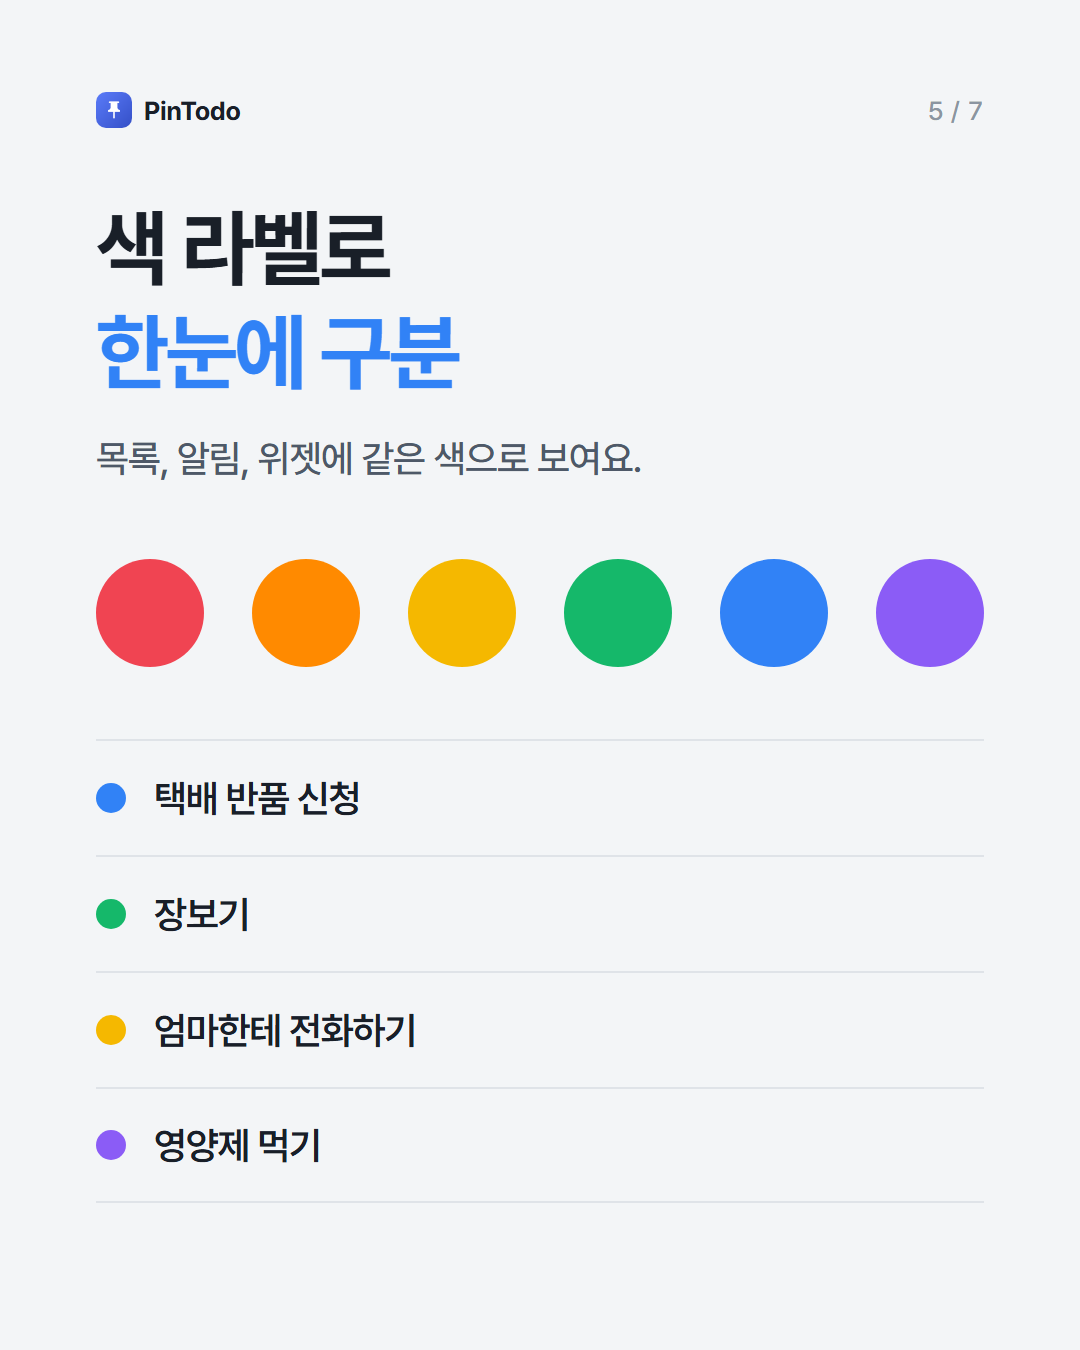 PinTodo
5 / 7
색 라벨로
한눈에 구분
목록, 알림, 위젯에 같은 색으로 보여요.
택배 반품 신청
장보기
엄마한테 전화하기
영양제 먹기